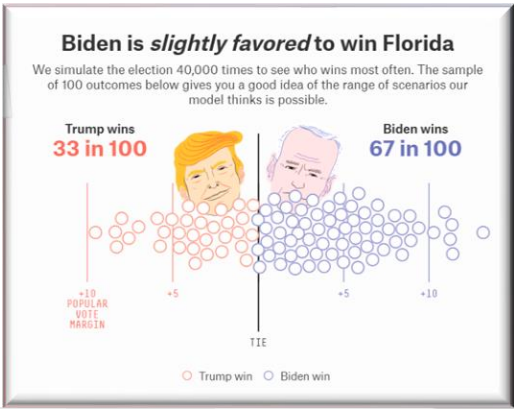 Biden is slightly favored to win Florida
We simulate the election 40,000 times to see who wins most often. The sample
of 100 outcomes below gives you a good idea of the range of scenarios our
model thinks is possible.
Trump wins
33 in 100
Biden wins
67 in 100
+10
POPULAR
VOTE
MARGIN
+5
TIE
+5
+10
Trump win
Biden win